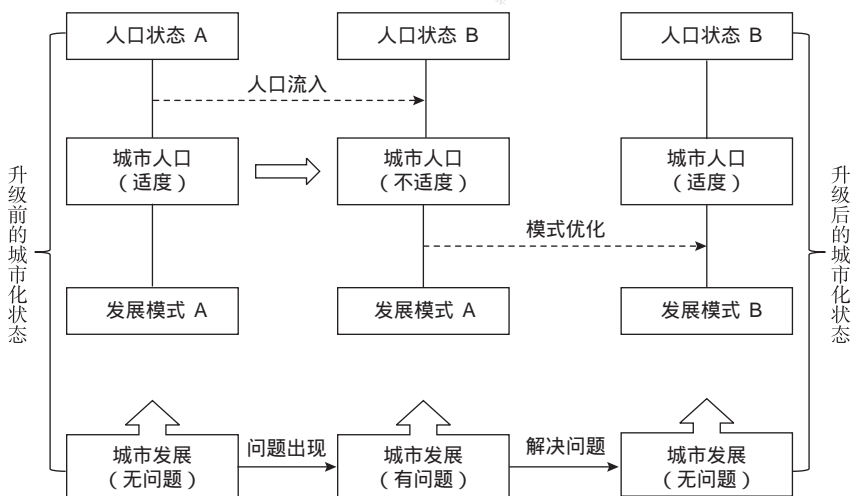 人口状态 A
人口状态 B
人口状态 B
人口流入
城市人口
（适度）
城市人口
（不适度）
城市人口
（适度）
模式优化
发展模式 A
发展模式 A
发展模式 B
城市发展
（无问题）
问题出现
城市发展
（有问题）
解决问题
城市发展
（无问题）
升级前的城市化状态
升级后的城市化状态